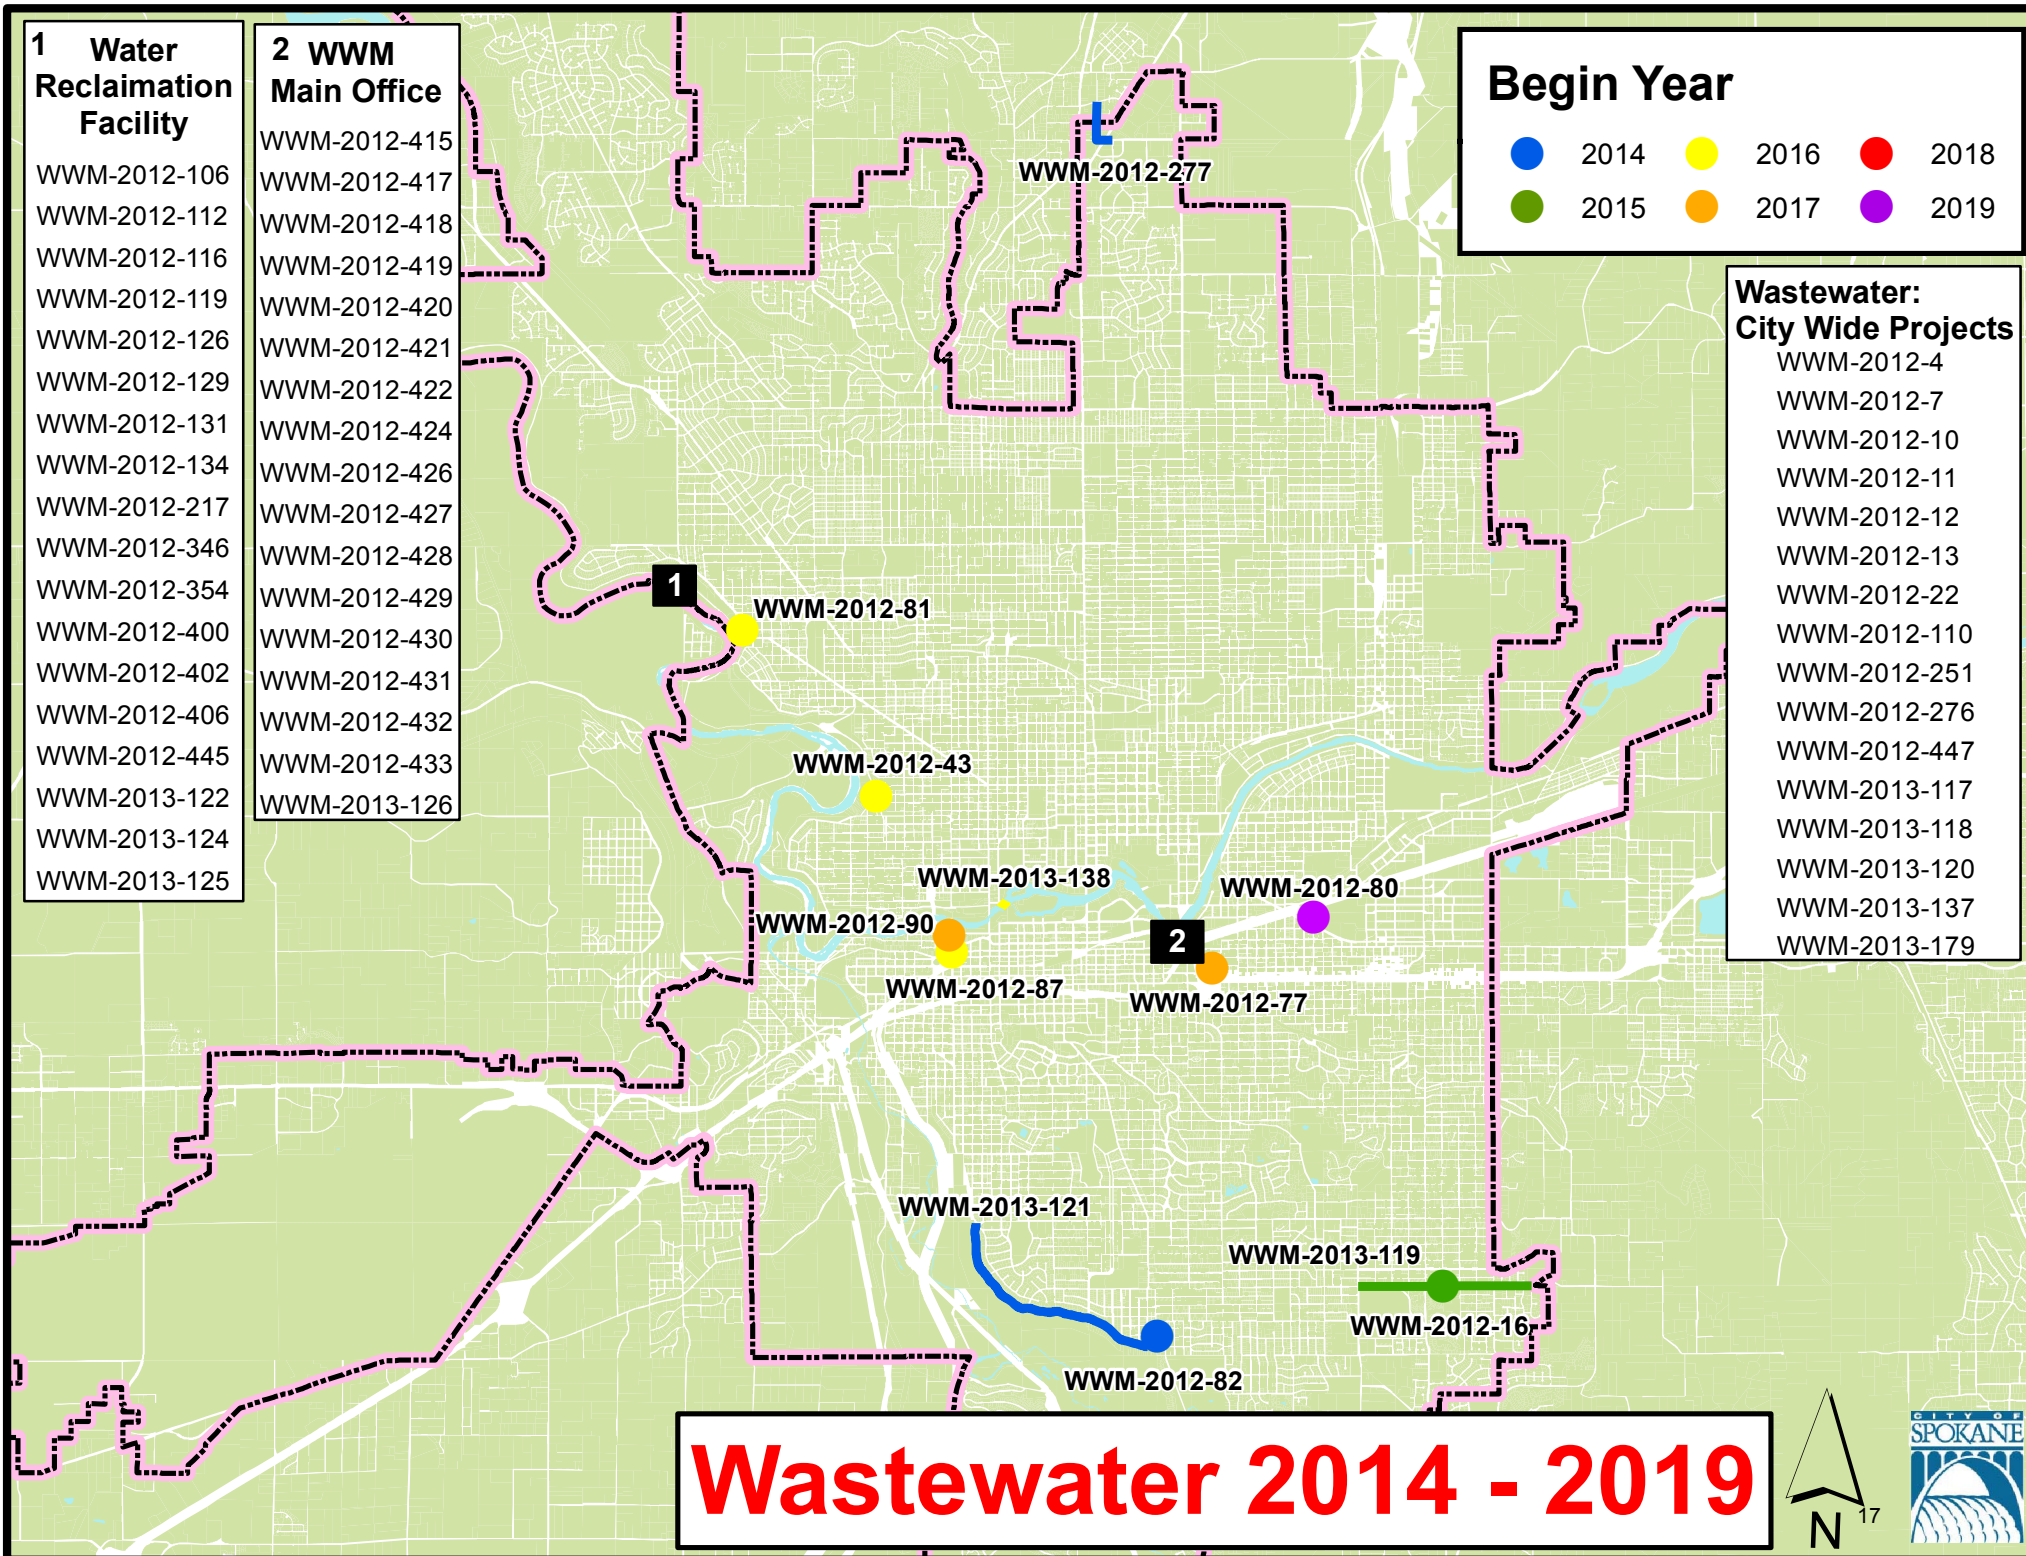 1 Water
Reclaimation
Facility
WWM-2012-106
WWM-2012-112
WWM-2012-116
WWM-2012-119
WWM-2012-126
WWM-2012-129
WWM-2012-131
WWM-2012-134
WWM-2012-217
WWM-2012-346
WWM-2012-354
WWM-2012-400
WWM-2012-402
WWM-2012-406
WWM-2012-445
WWM-2013-122
WWM-2013-124
WWM-2013-125
2 WWM
Main Office
WWM-2012-415
WWM-2012-417
WWM-2012-418
WWM-2012-419
WWM-2012-420
WWM-2012-421
WWM-2012-422
WWM-2012-424
WWM-2012-426
WWM-2012-427
WWM-2012-428
WWM-2012-429
WWM-2012-430
WWM-2012-431
WWM-2012-432
WWM-2012-433
WWM-2013-126
Begin Year
2014 2016 2018
2015 2017 2019
Wastewater:
City Wide Projects
WWM-2012-4
WWM-2012-7
WWM-2012-10
WWM-2012-11
WWM-2012-12
WWM-2012-13
WWM-2012-22
WWM-2012-110
WWM-2012-251
WWM-2012-276
WWM-2012-447
WWM-2013-117
WWM-2013-118
WWM-2013-120
WWM-2013-137
WWM-2013-179
WWM-2012-277
1
WWM-2012-81
WWM-2012-43
WWM-2013-138
WWM-2012-80
WWM-2012-90
2
WWM-2012-87
WWM-2012-77
WWM-2013-121
WWM-2013-119
WWM-2012-16
WWM-2012-82
Wastewater 2014 - 2019
N
17
CITY OF
SPOKANE